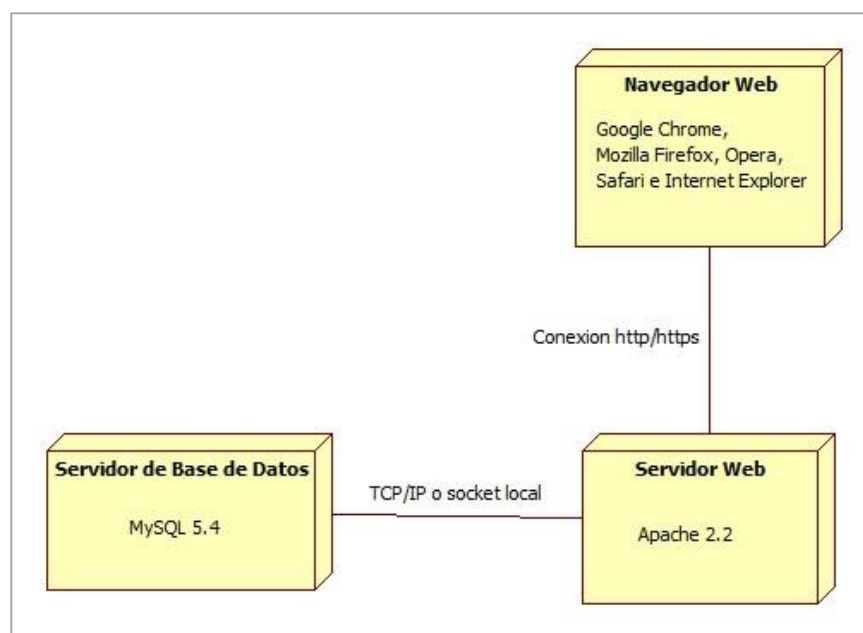 Navegador Web
Google Chrome,
Mozilla Firefox, Opera,
Safari e Internet Explorer
Conexion http/https
Servidor de Base de Datos
MySQL 5.4
TCP/IP o socket local
Servidor Web
Apache 2.2